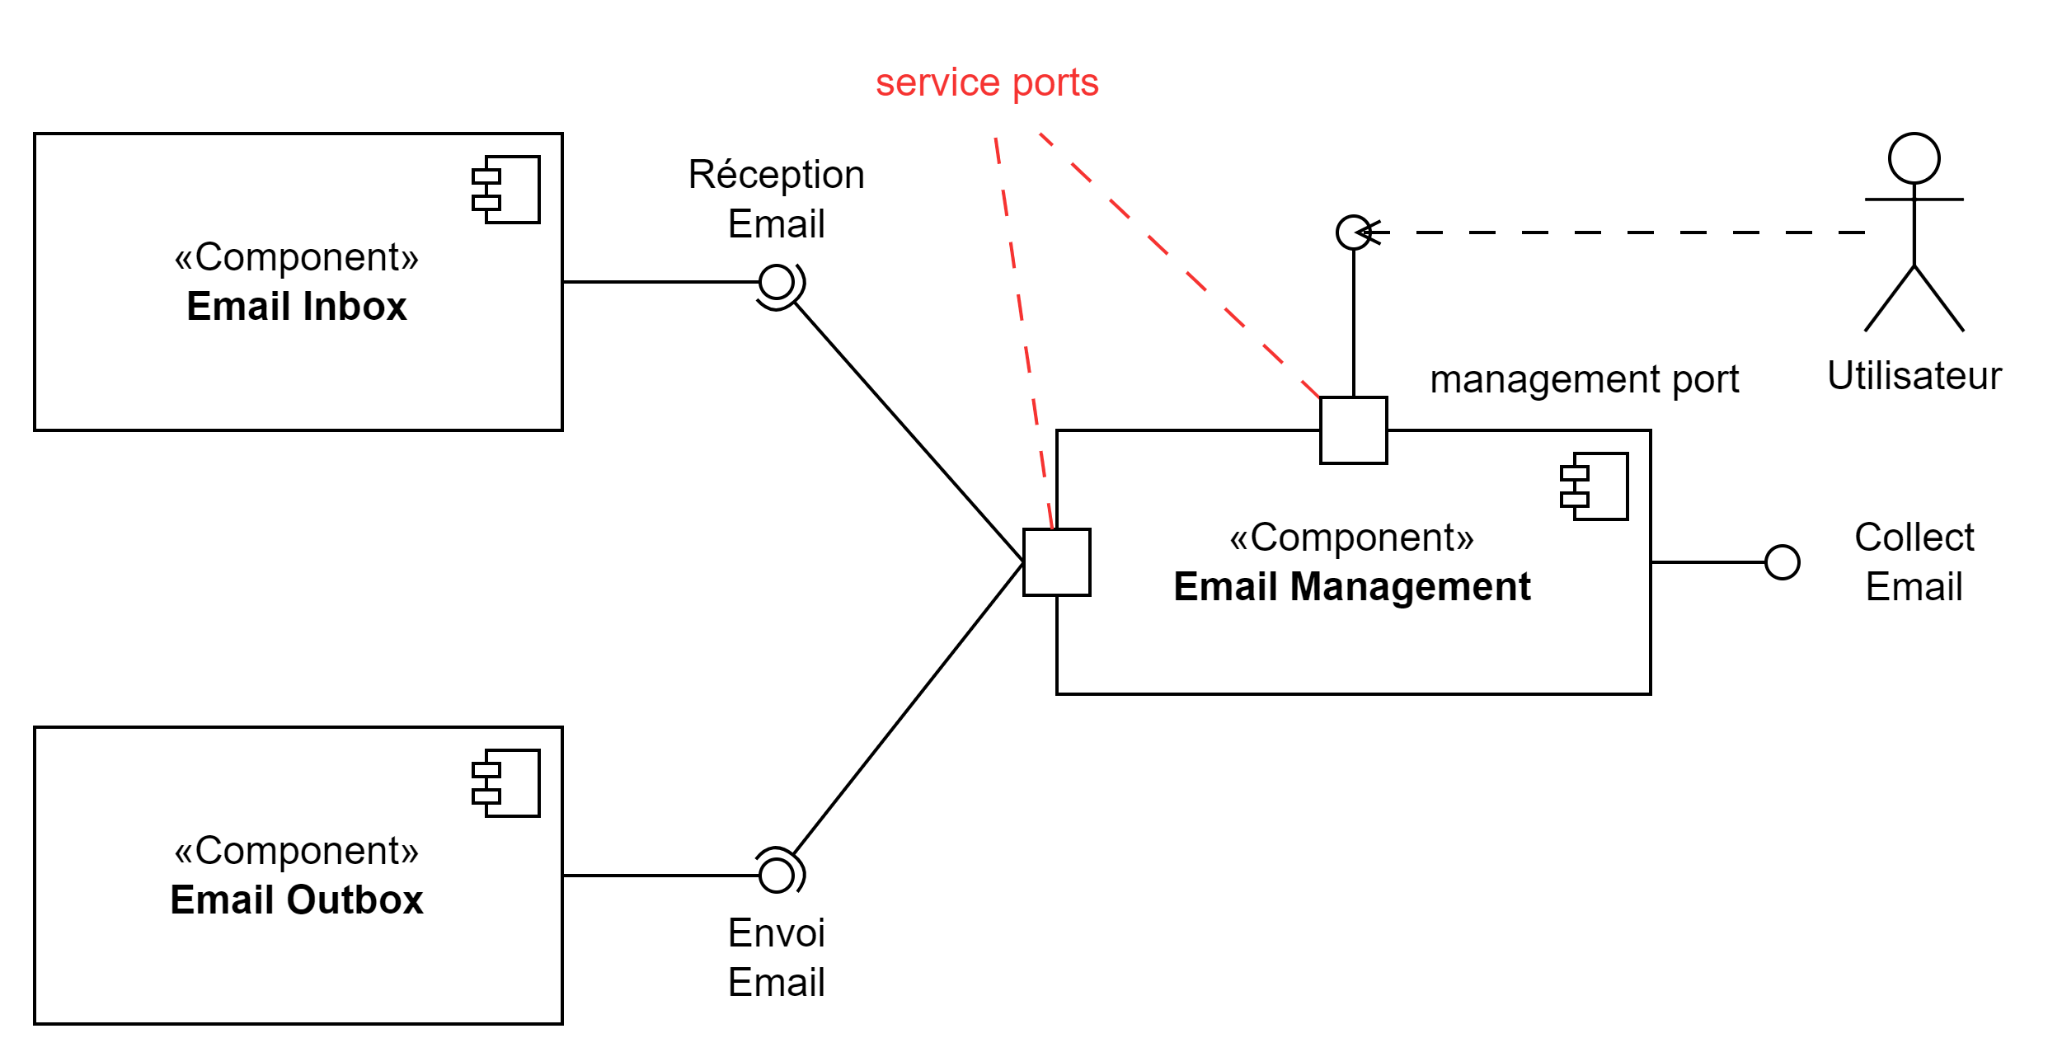 service ports
Réception
Email
«Component»
Email Inbox
management port
Utilisateur
«Component»
Email Management
Collect
Email
«Component»
Email Outbox
Envoi
Email